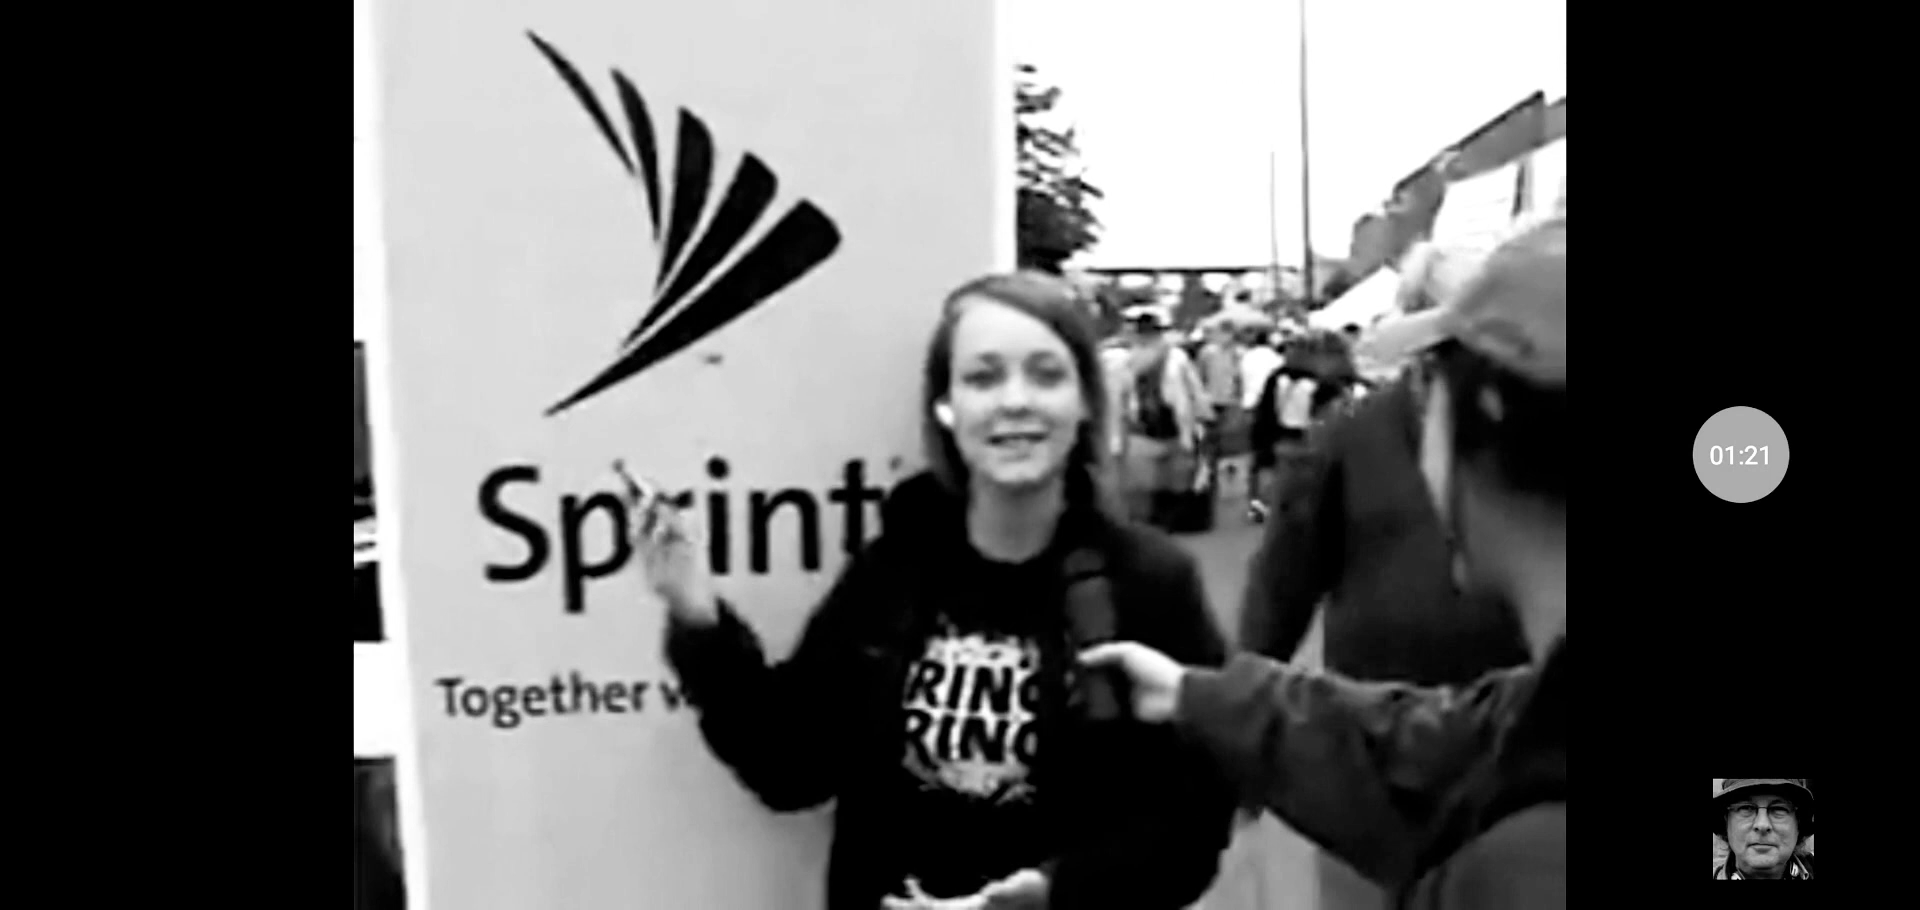 Sprint
Together w
RING
RING
01:21